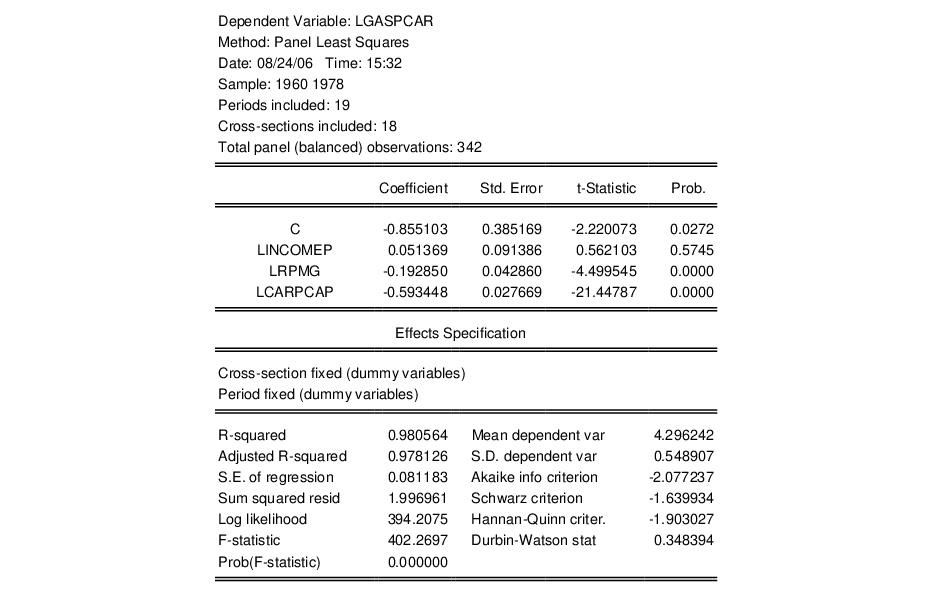 Dependent Variable: LGASPCAR
Method: Panel Least Squares
Date: 08/24/06 Time: 15:32
Sample: 1960 1978
Periods included: 19
Cross-sections included: 18
Total panel (balanced) observations: 342
Coefficient Std. Error t-Statistic Prob.
C -0.855103 0.385169 -2.220073 0.0272
LINCOMEP 0.051369 0.091386 0.562103 0.5745
LRPMG -0.192850 0.042860 -4.499545 0.0000
LCARPCAP -0.593448 0.027669 -21.44787 0.0000
Effects Specification
Cross-section fixed (dummy variables)
Period fixed (dummy variables)
R-squared 0.980564 Mean dependent var 4.296242
Adjusted R-squared 0.978126 S.D. dependent var 0.548907
S.E. of regression 0.081183 Akaike info criterion -2.077237
Sum squared resid 1.996961 Schwarz criterion -1.639934
Log likelihood 394.2075 Hannan-Quinn criter. -1.903027
F-statistic 402.2697 Durbin-Watson stat 0.348394
Prob(F-statistic) 0.000000